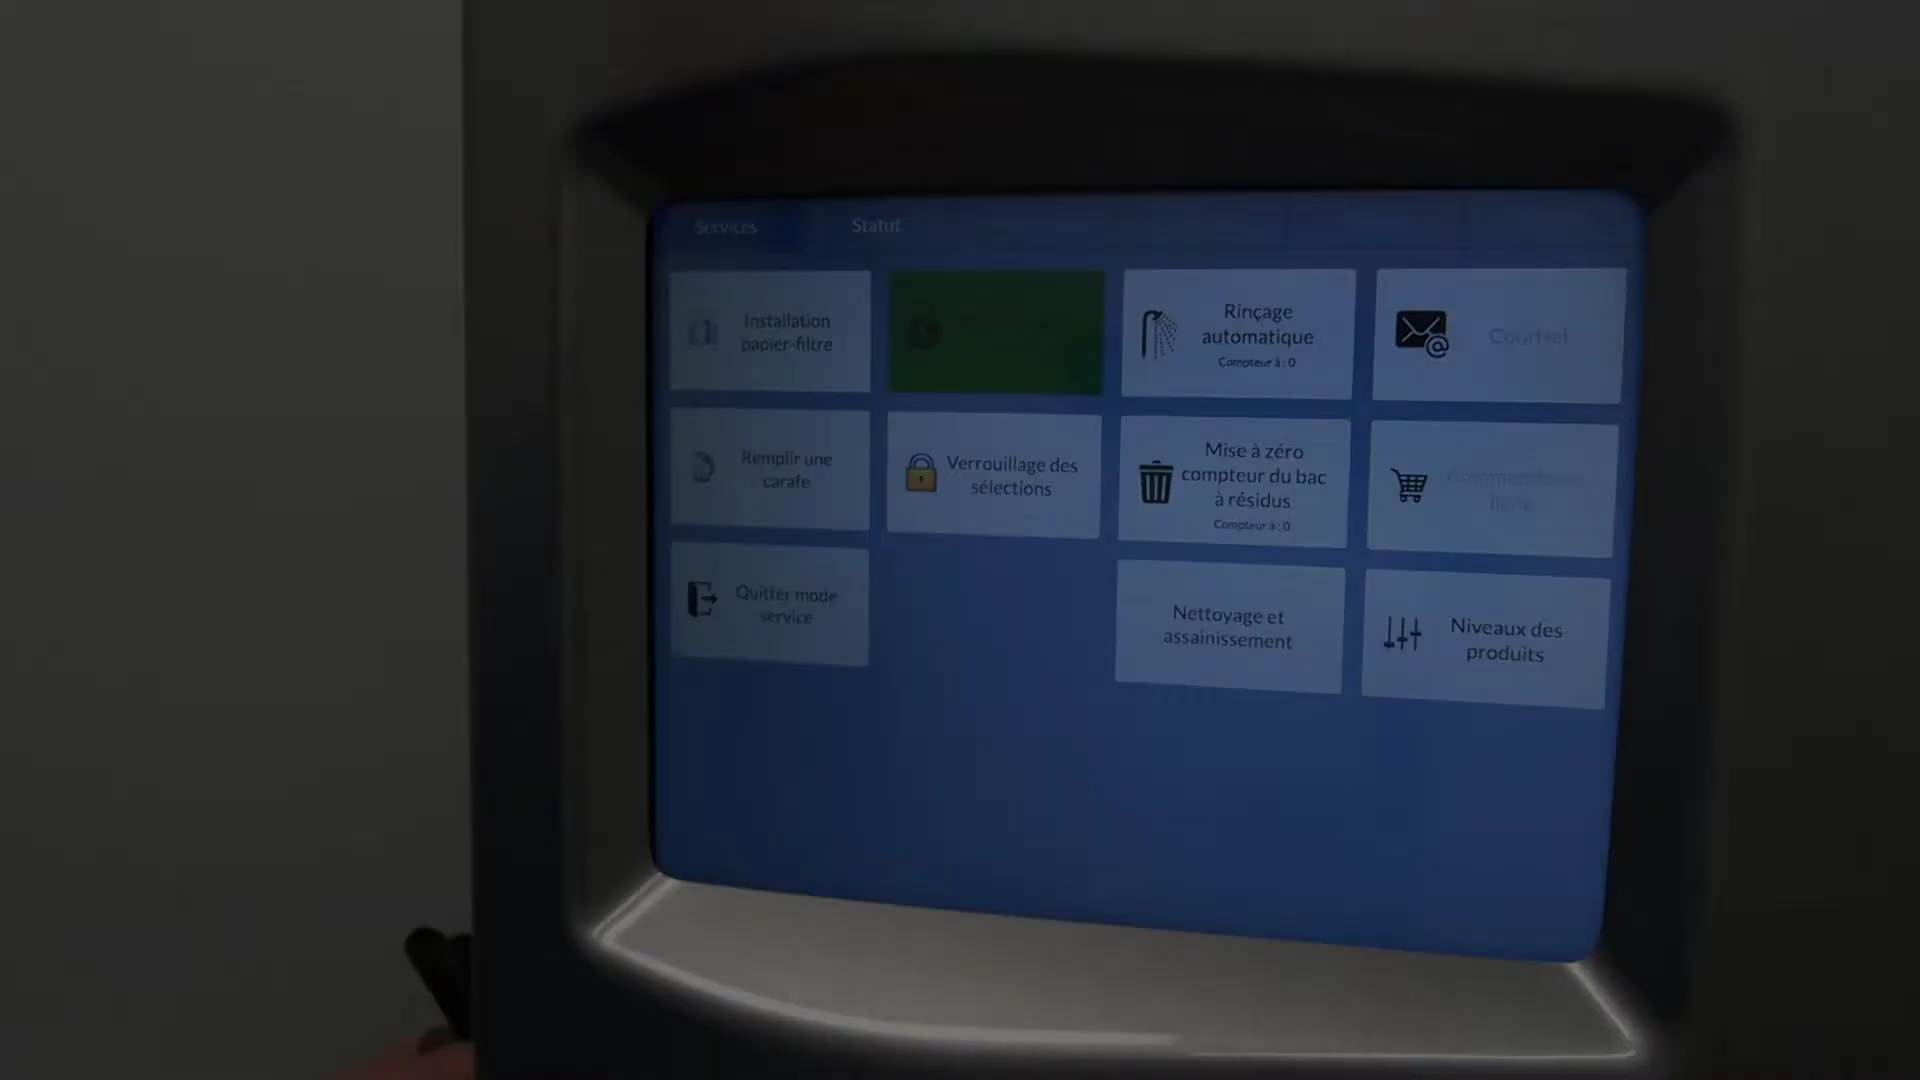 Services
Statut
Installation
papier-filtre
Rinçage
automatique
Compteur à : 0
Courriel
Remplir une
carafe
Verrouillage des
sélections
Mise à zéro
compteur du bac
à résidus
Compteur à : 0
ligne
Quitter mode
service
Nettoyage et
assainissement
Niveaux des
produits